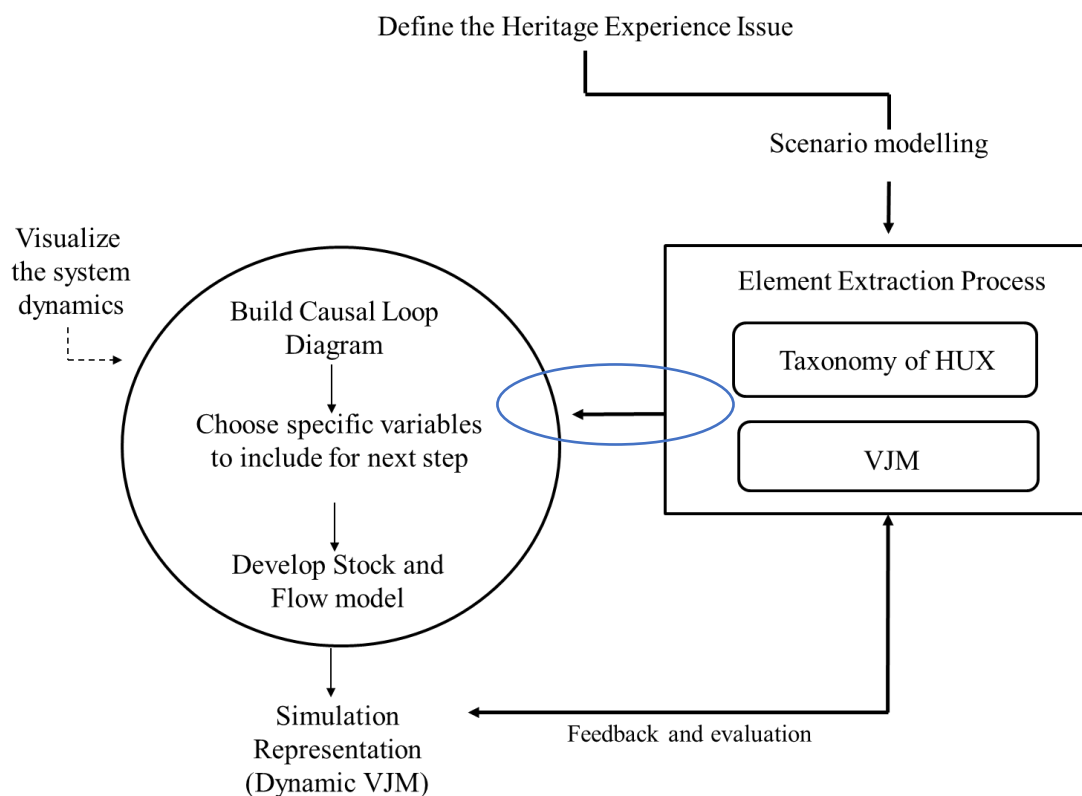 Define the Heritage Experience Issue
Scenario modelling
Visualize
the system
dynamics
Element Extraction Process
Build Causal Loop
Diagram
Taxonomy of HUX
Choose specific variables
to include for next step
VJM
Develop Stock and
Flow model
Simulation
Representation
(Dynamic VJM)
Feedback and evaluation